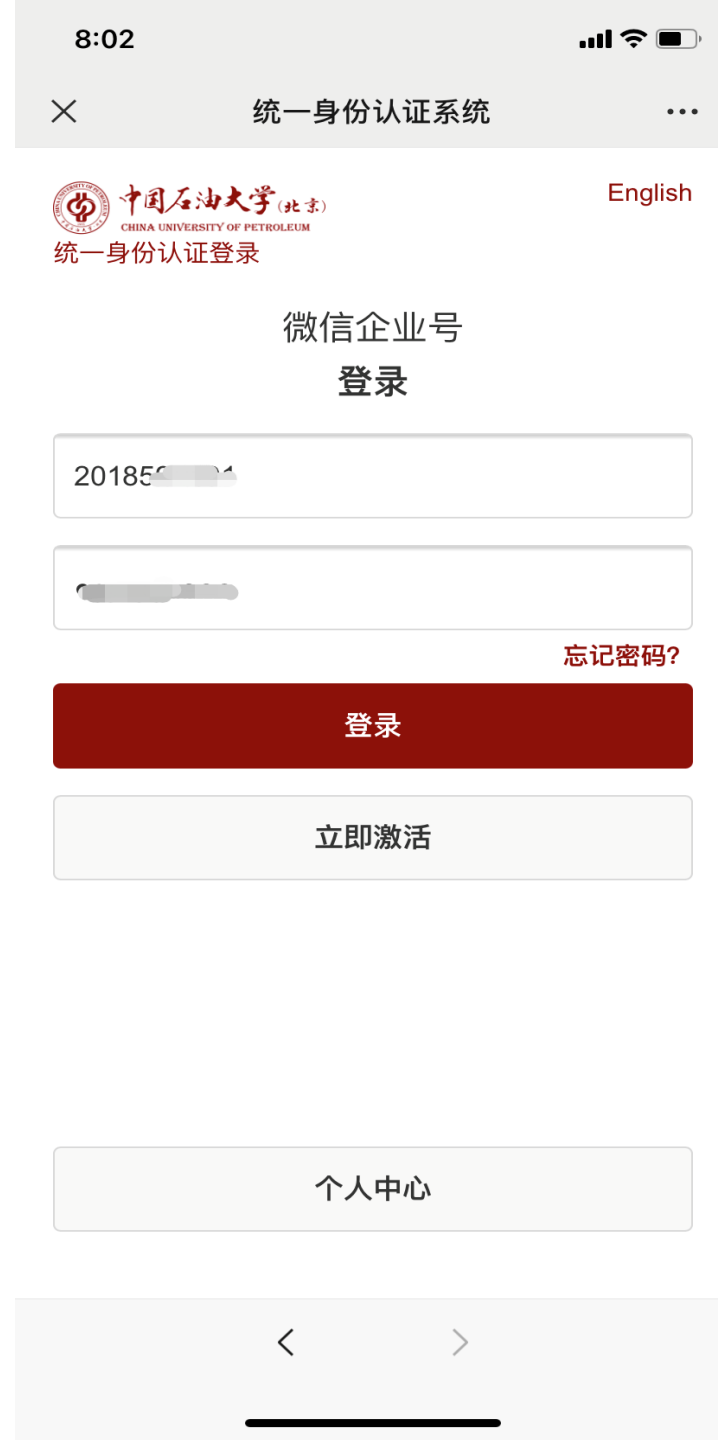 8:02
统一身份认证系统
中国石油大学(北京)
CHINA UNIVERSITY OF PETROLEUM
English
统一身份认证登录
微信企业号
登录
20185
忘记密码?
登录
立即激活
个人中心